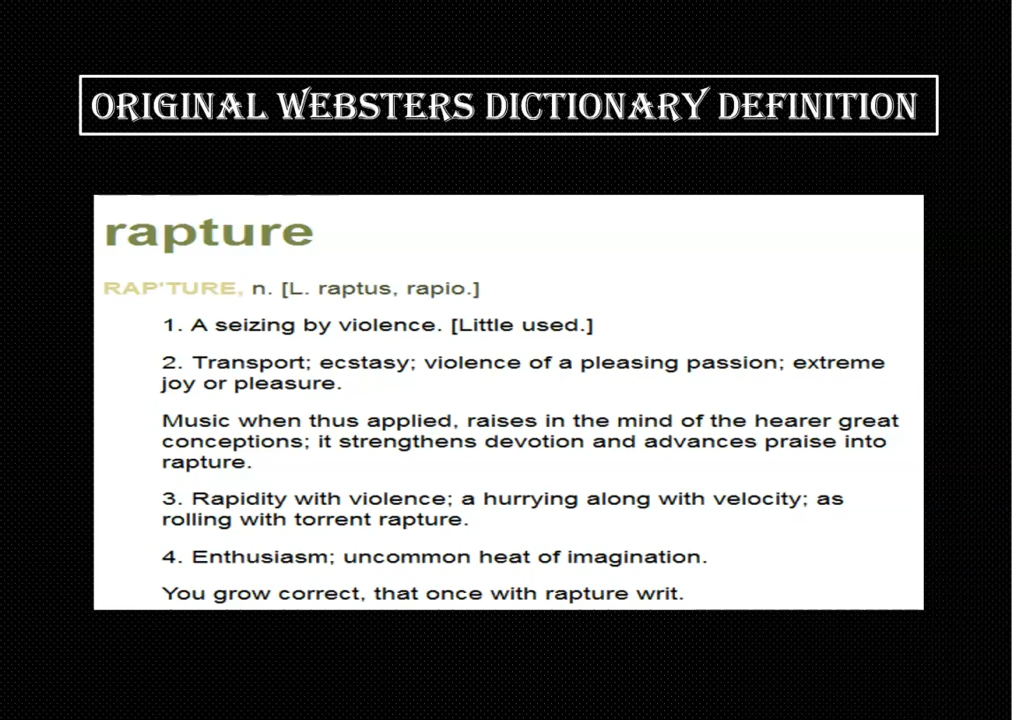 ORIGINAL WEBSTERS DICTIONARY DEFINITION
rapture
RAP'TURE, n. [L. raptus, rapio.]
1. A seizing by violence. [Little used.]
2. Transport; ecstasy; violence of a pleasing passion; extreme
joy or pleasure.
Music when thus applied, raises in the mind of the hearer great
conceptions; it strengthens devotion and advances praise into
rapture.
3. Rapidity with violence; a hurrying along with velocity; as
rolling with torrent rapture.
4. Enthusiasm; uncommon heat of imagination.
You grow correct, that once with rapture writ.